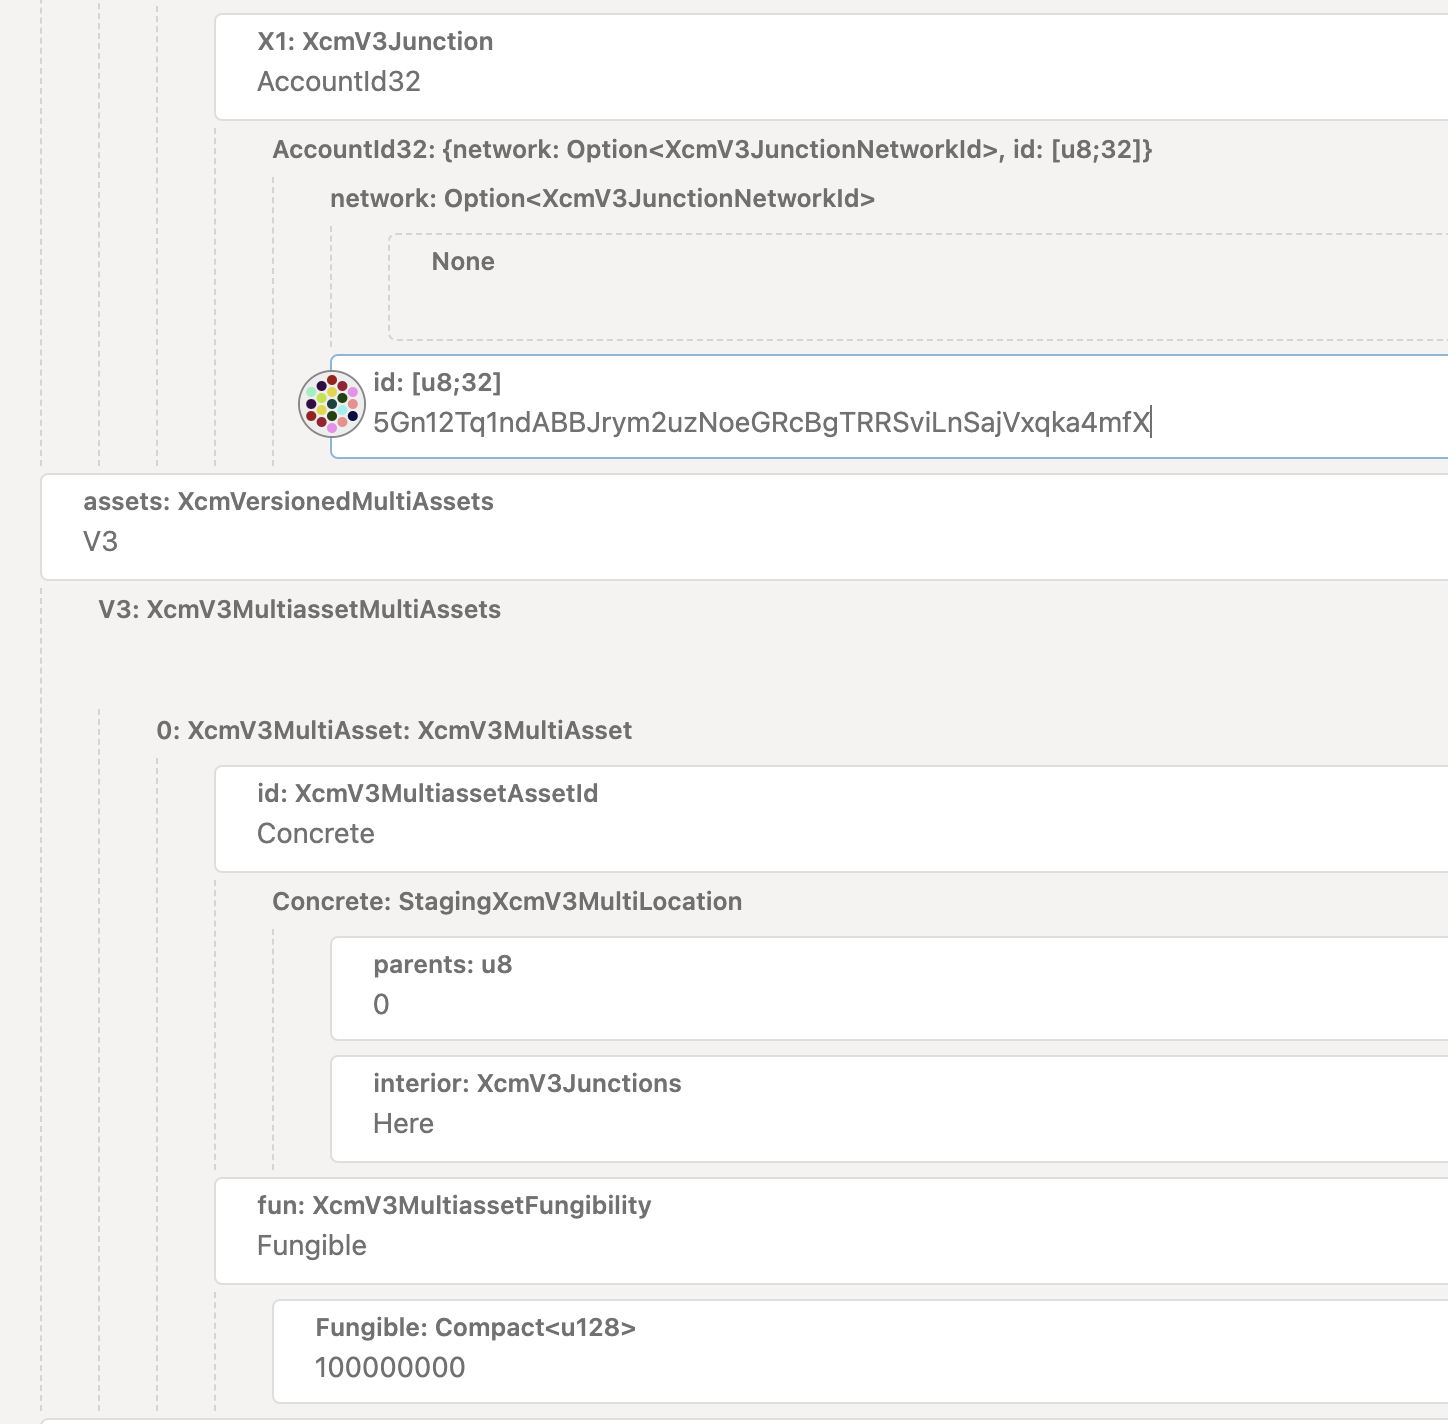 X1: XcmV3Junction
AccountId32
AccountId32: {network: Option<XcmV3JunctionNetworkId>, id: [u8;32]}
network: Option<XcmV3JunctionNetworkId>
None
id: [u8;32]
5Gn12Tq1ndABBJrym2uzNoeGRcBgTRRSviLnSajVxqka4mfX
assets: XcmVersionedMultiAssets
V3
V3: XcmV3MultiassetMultiAssets
0: XcmV3MultiAsset: XcmV3MultiAsset
id: XcmV3MultiassetAssetId
Concrete
Concrete: StagingXcmV3MultiLocation
parents: u8
0
interior: XcmV3Junctions
Here
fun: XcmV3MultiassetFungibility
Fungible
Fungible: Compact<u128>
100000000